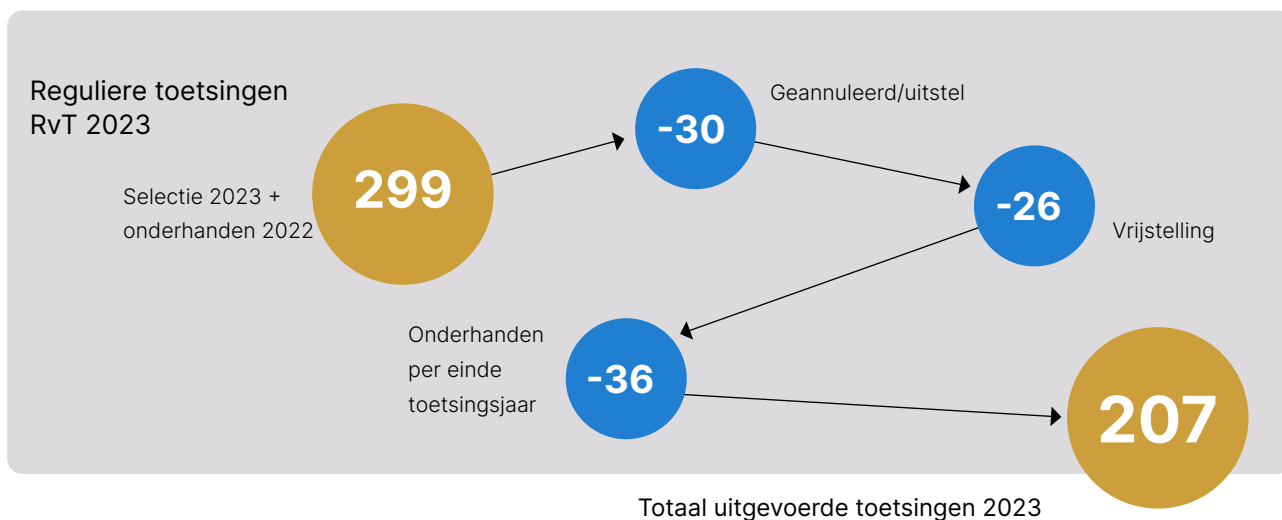 Reguliere toetsingen
RvT 2023
Selectie 2023 +
onderhanden 2022
299
-30
Geannuleerd/uitstel
-26
Vrijstelling
Onderhanden
per einde
toetsingsjaar
-36
207
Totaal uitgevoerde toetsingen 2023